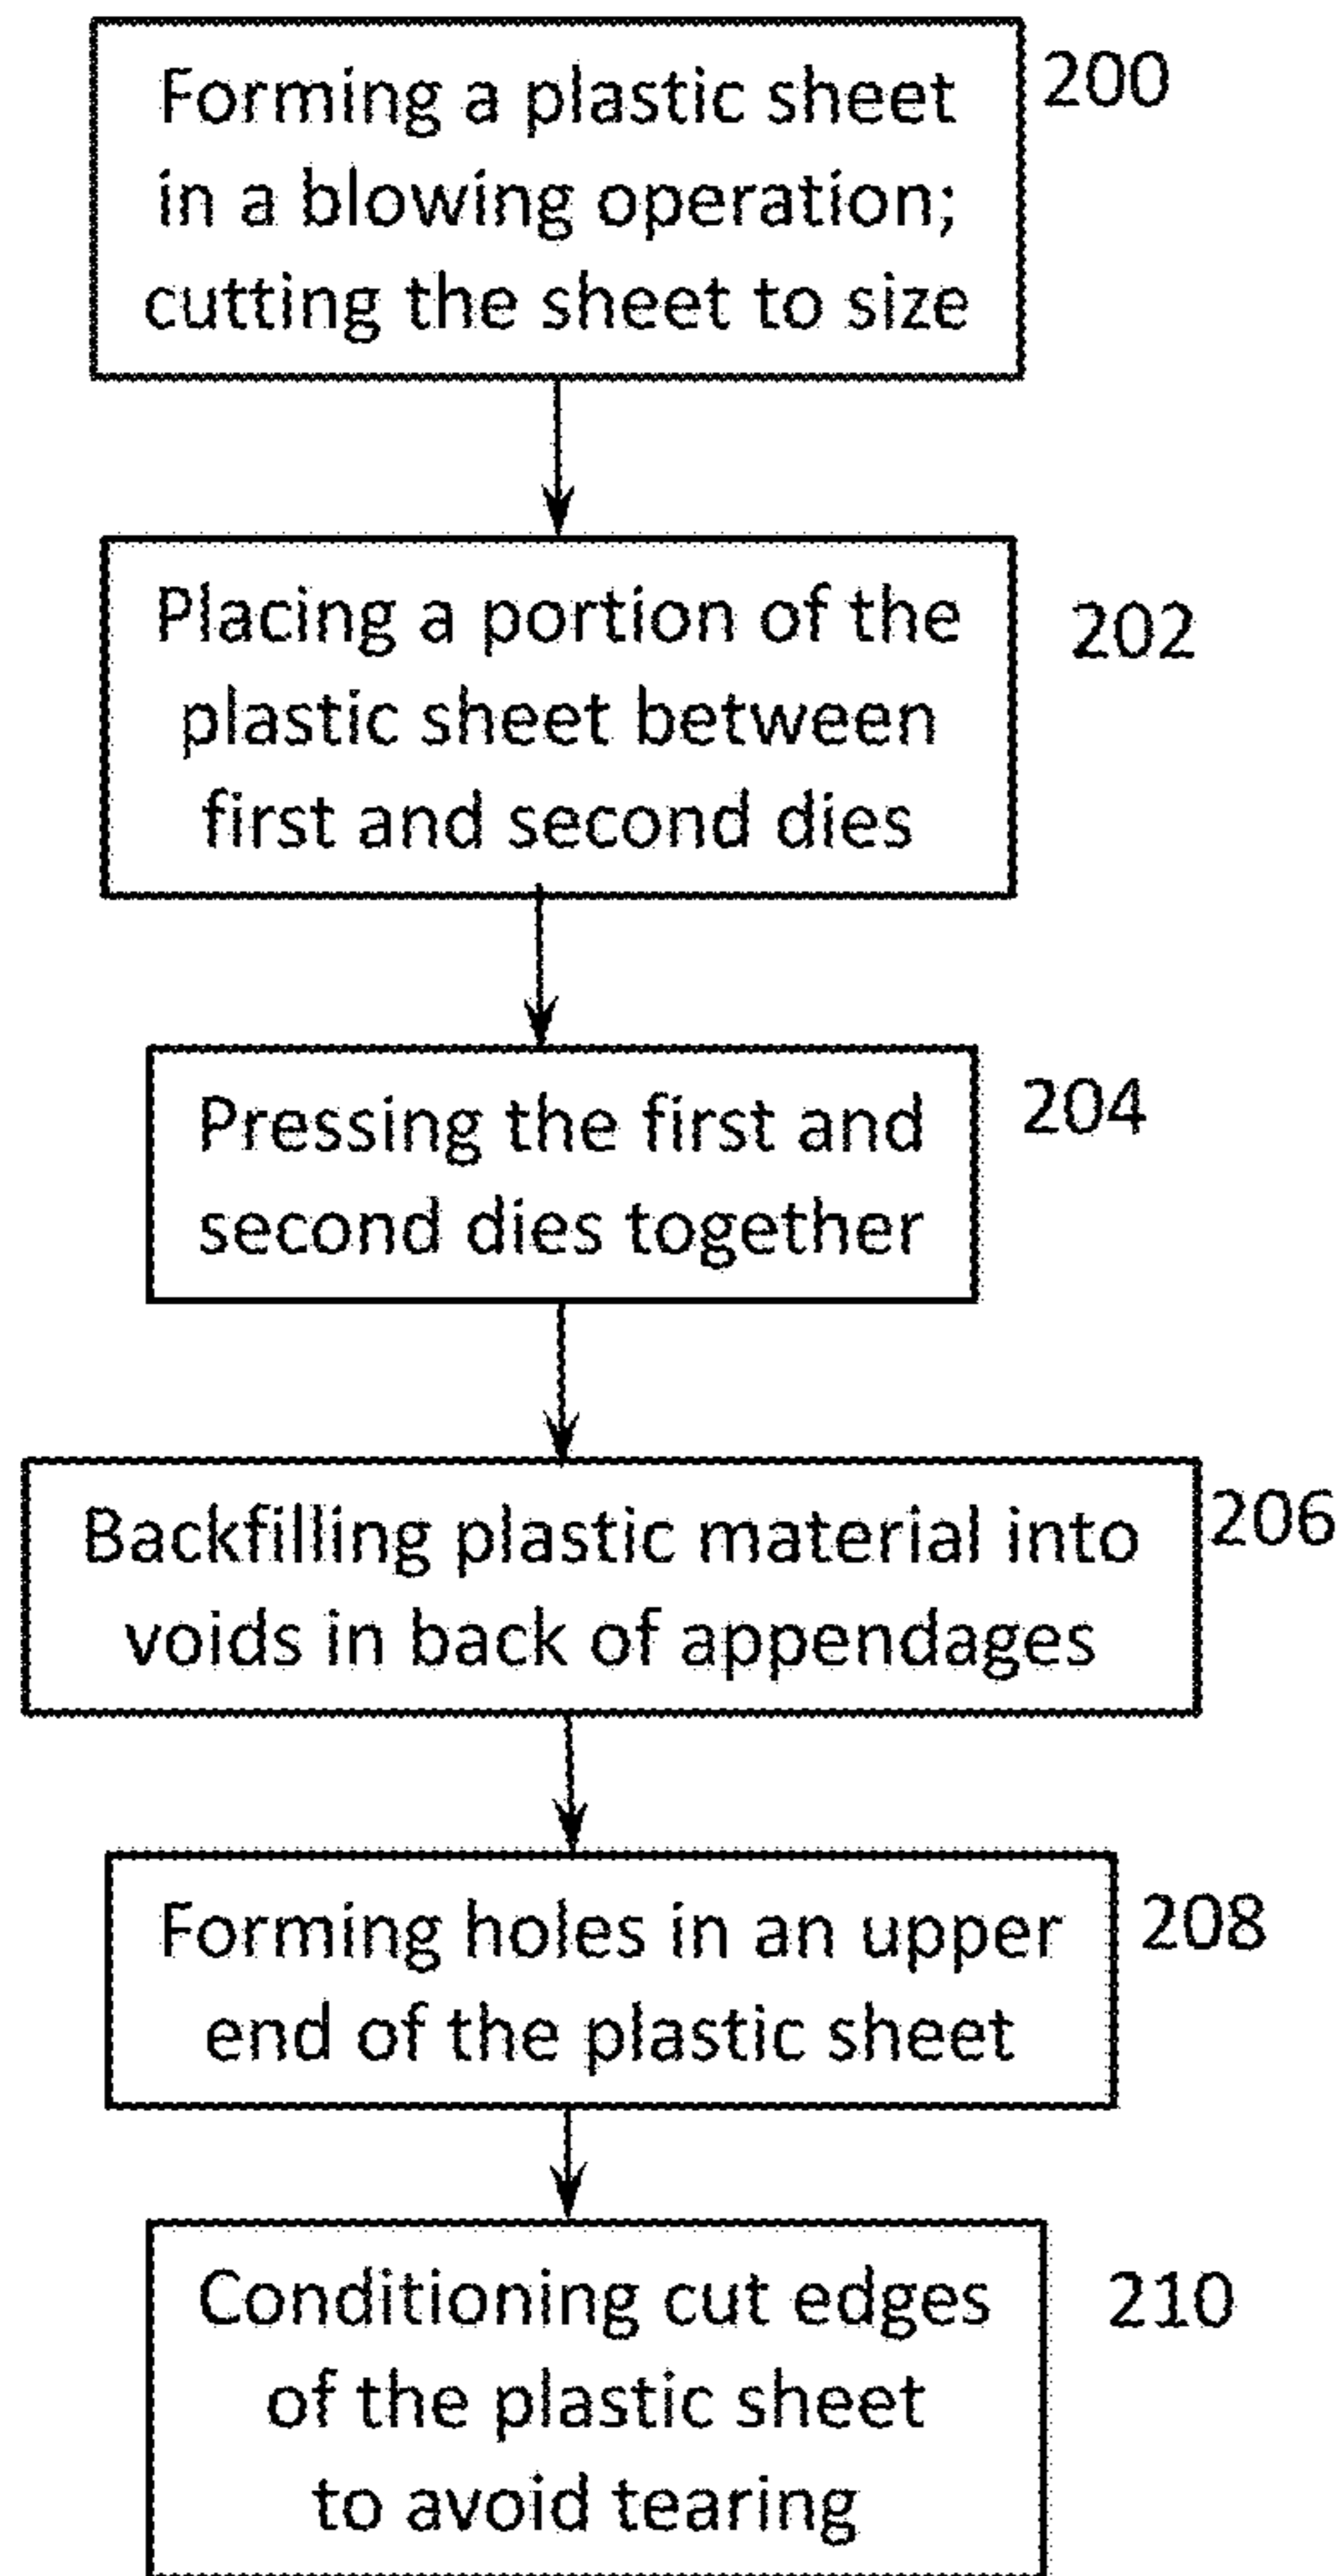 Forming a plastic sheet
in a blowing operation;
cutting the sheet to size
200
Placing a portion of the
plastic sheet between
first and second dies
202
Pressing the first and
second dies together
204
Backfilling plastic material into
voids in back of appendages
206
Forming holes in an upper
end of the plastic sheet
208
Conditioning cut edges
of the plastic sheet
to avoid tearing
210